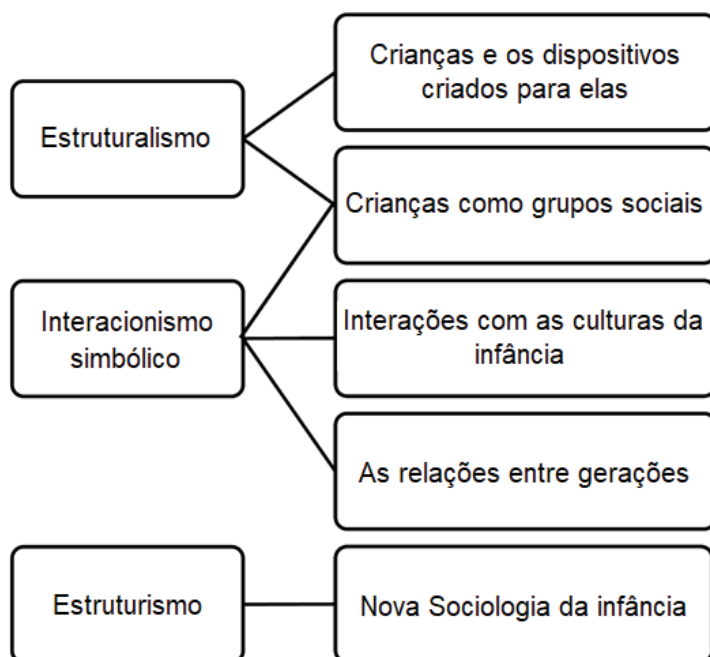 Crianças e os dispositivos
criados para elas
Estruturalismo
Crianças como grupos sociais
Interacionismo
simbólico
Interações com as culturas da
infância
As relações entre gerações
Estruturismo
Nova Sociologia da infância